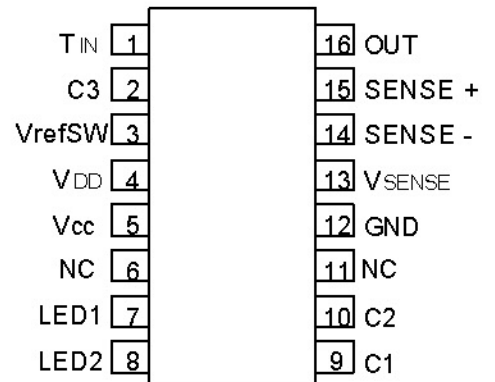 TIN 1 16 OUT
C3 2 15 SENSE +
VrefSW 3 14 SENSE -
VDD 4 13 VSENSE
Vcc 5 12 GND
NC 6 11 NC
LED1 7 10 C2
LED2 8 9 C1